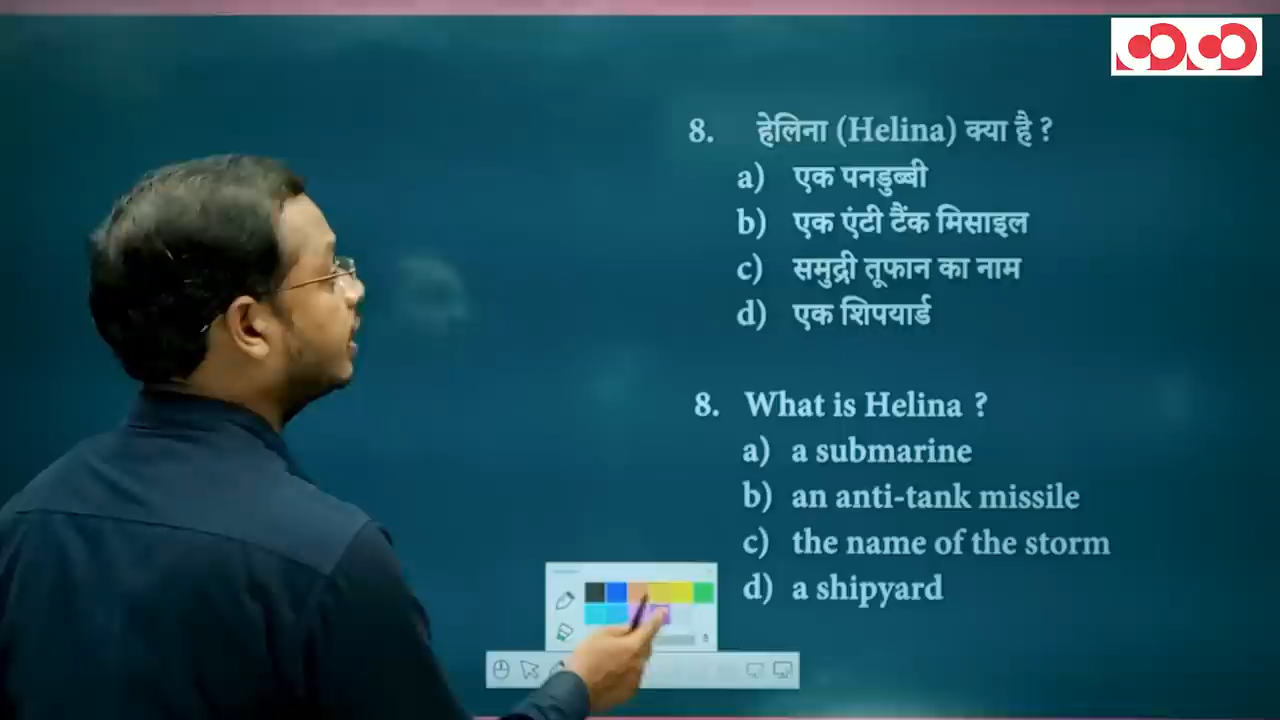 8. हेलिना (Helina) क्या है ?
a) एक पनडुब्बी
b) एक एंटी टैंक मिसाइल
c) समुद्री तूफान का नाम
d) एक शिपयार्ड
8. What is Helina ?
a) a submarine
b) an anti-tank missile
c) the name of the storm
d) a shipyard